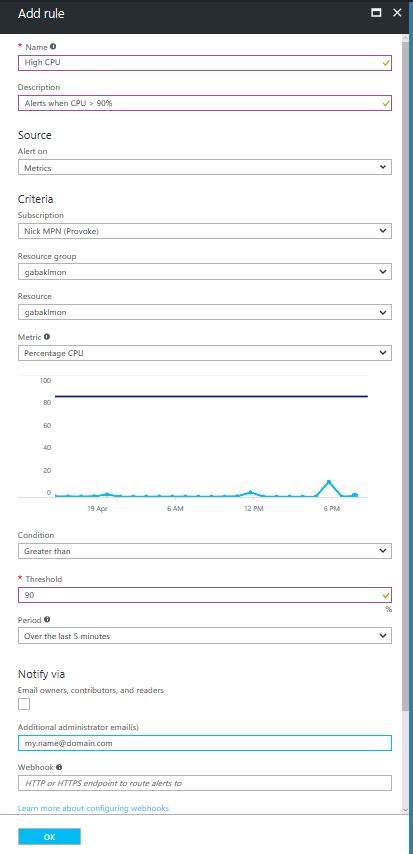 Add rule
* Name
High CPU
Description
Alerts when CPU > 90%
Source
Alert on
Metrics
Criteria
Subscription
Nick MPN (Provoke)
Resource group
gabaklmon
Resource
gabaklmon
Metric
Percentage CPU
100
80
60
40
20
0
19 Apr 6 AM 12 PM 6 PM
Condition
Greater than
* Threshold
90
%
Period
Over the last 5 minutes
Notify via
Email owners, contributors, and readers
Additional administrator email(s)
my.name@domain.com
Webhook
HTTP or HTTPS endpoint to route alerts to
Learn more about configuring webhooks
OK